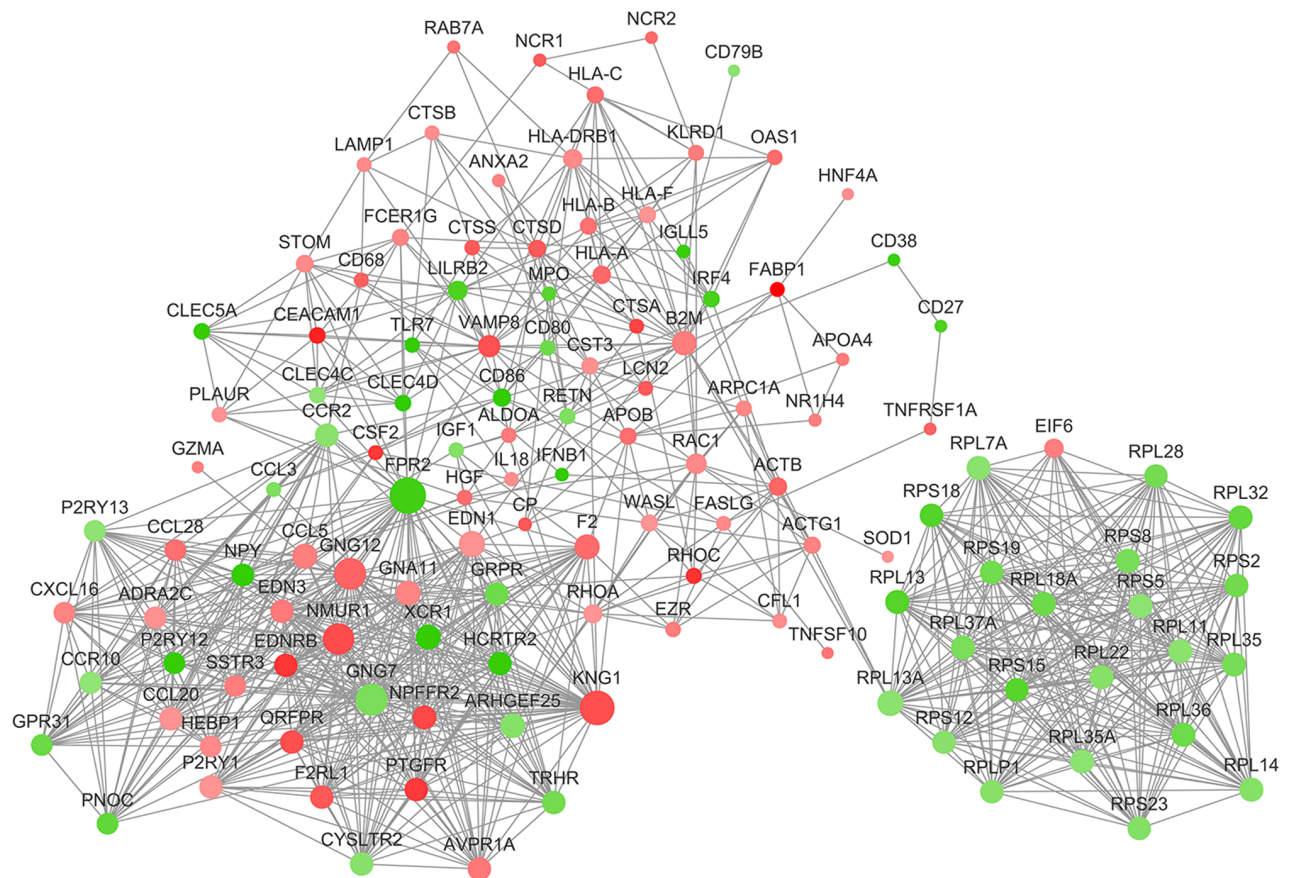 RAB7A
NCR1
NCR2
CD79B
HLA-C
CTSB
LAMP1
HLA-DRB1
KLRD1
OAS1
ANXA2
HNF4A
HLA-F
FCER1G
CTSS
CTSD
HLA-B
IGLL5
STOM
CD68
LILRB2
MPO
HLA-A
IRF4
FABP1
CD38
CLEC5A
CEACAM1
TLR7
VAMP8
CD80
CTSA
B2M
CD27
CST3
APOA4
PLAUR
CLEC4C
CLEC4D
CD86
RETN
LCN2
ARPC1A
NR1H4
TNFRSF1A
CCR2
ALDOA
APOB
GZMA
CSF2
IGF1
IL18
IFNB1
RAC1
ACTB
RPL7A
EIF6
RPL28
CCL3
FPR2
HGF
CP
WASL
FASLG
RPS18
RPL32
P2RY13
CCL28
CCL5
EDN1
F2
ACTG1
SOD1
RPS19
RPS8
RPS2
NPY
GNG12
GNA11
GRPR
RHOC
RPL13
RPL18A
RPS5
CXCL16
ADRA2C
EDN3
NMUR1
XCR1
RHOA
EZR
CFL1
TNFSF10
RPL37A
RPL11
RPL35
P2RY12
EDNRB
HCRTR2
CCR10
SSTR3
GNG7
NPFFR2
ARHGEF25
KNG1
RPL13A
RPS15
RPL22
CCL20
GPR31
HEBP1
QRFPR
RPS12
RPL35A
RPL36
P2RY1
F2RL1
PTGFR
TRHR
RPLP1
RPL14
PNOC
RPS23
CYSLTR2
AVPR1A